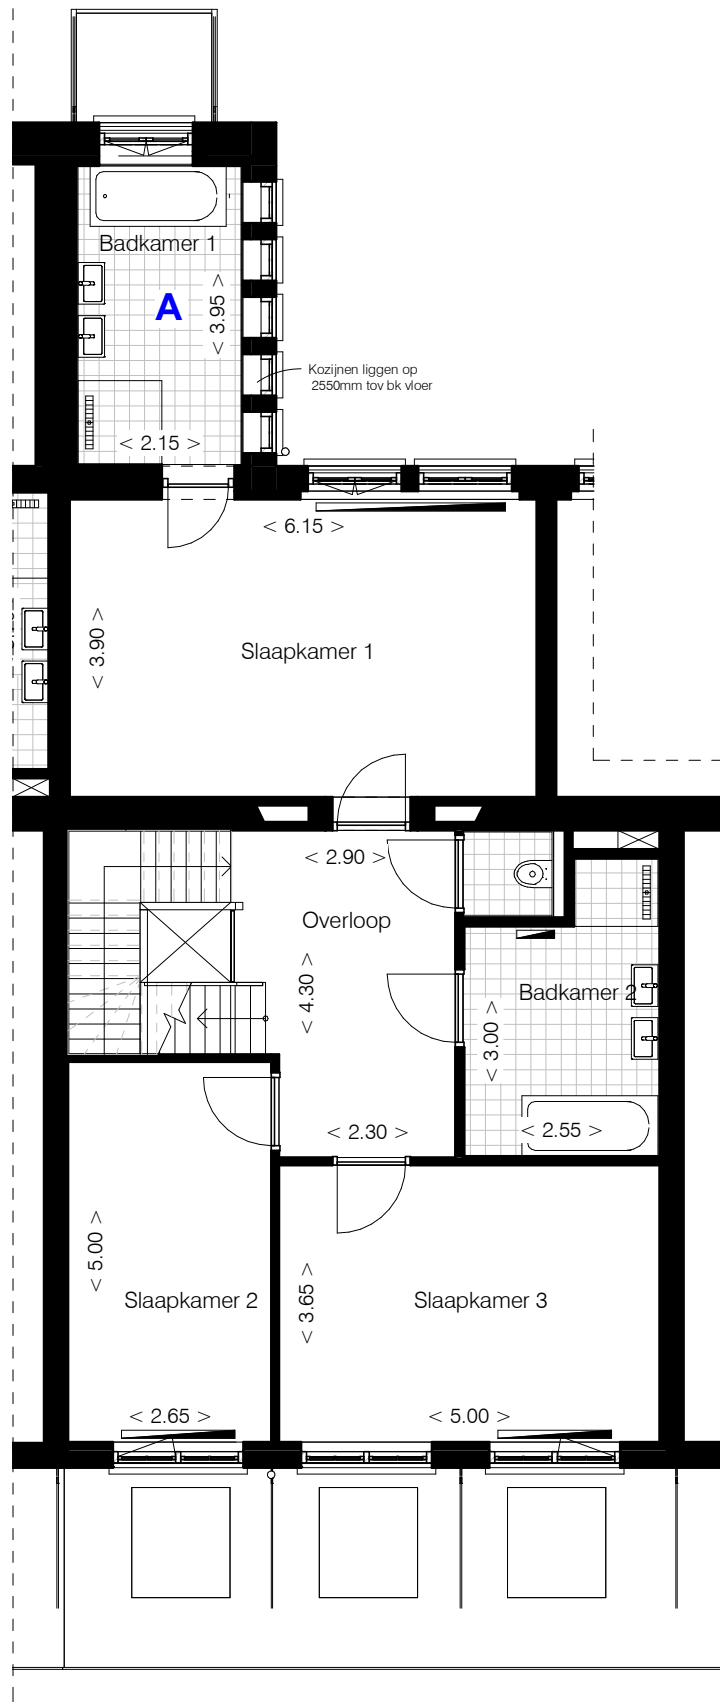 Badkamer 1
A
< 3.95 >
Kozijnen liggen op
2550mm tov bk vloer
< 2.15 >
< 6.15 >
< 3.90 >
Slaapkamer 1
< 2.90 >
Overloop
< 4.30 >
Badkamer 2
< 3.00 >
< 2.30 >
< 2.55 >
< 5.00 >
Slaapkamer 2
< 3.65 >
Slaapkamer 3
< 2.65 >
< 5.00 >